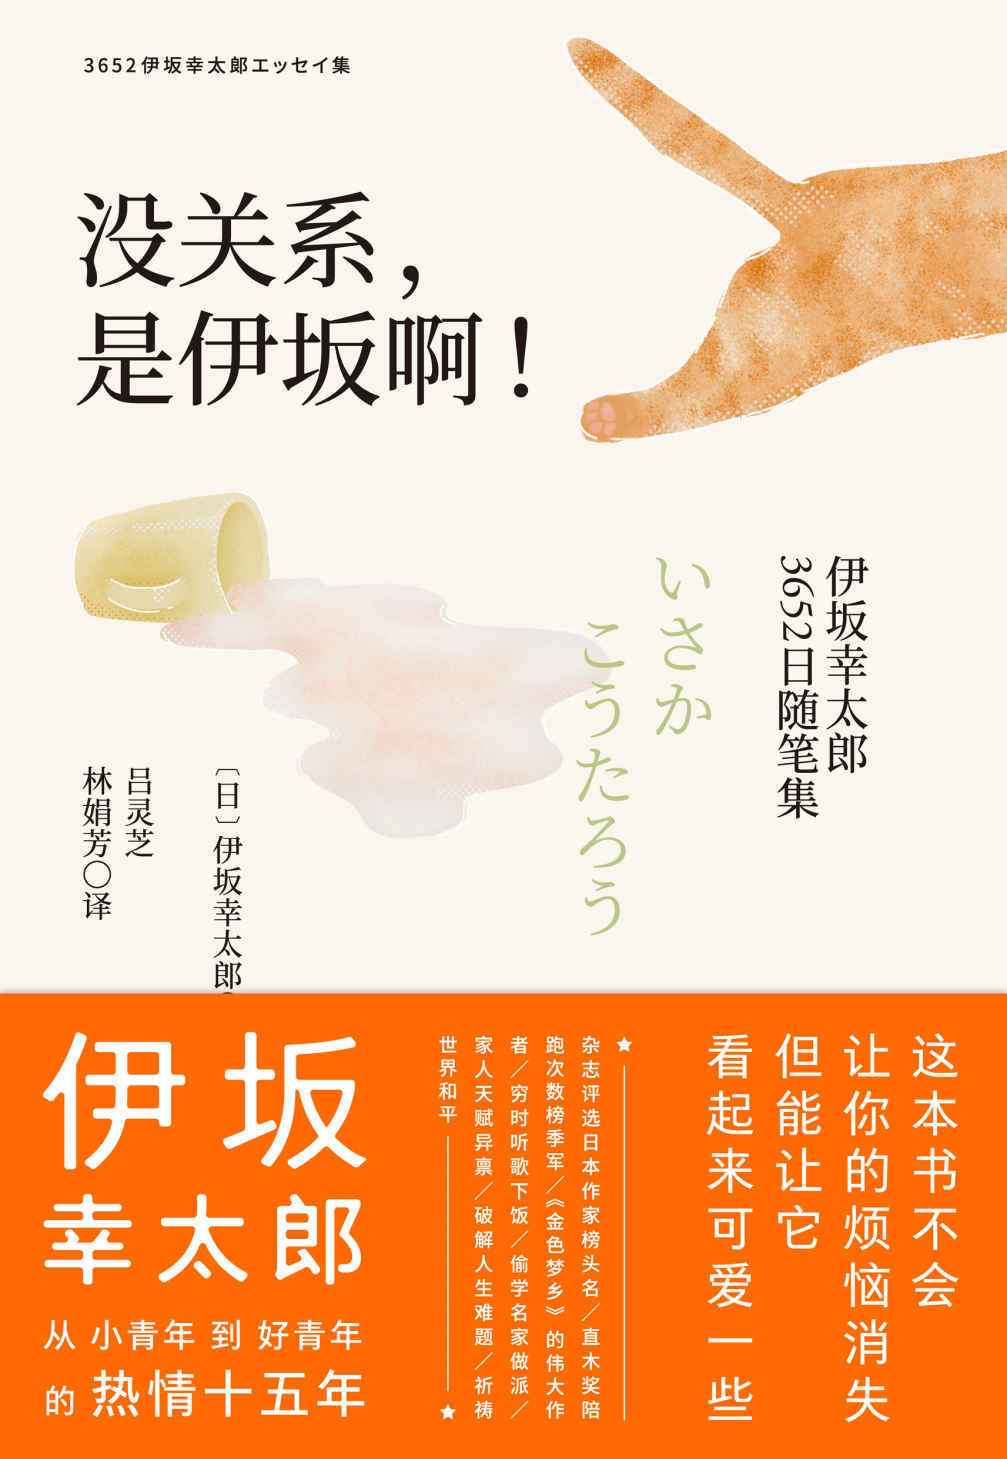 3652伊坂幸太郎エッセイ集
没关系，
是伊坂啊！
伊坂幸太郎
3652日随笔集
いさか
こうたろう
〔日〕伊坂幸太郎
吕灵芝
林娟芳〇译
这本书不会
让你的烦恼消失
但能让它
看起来可爱一些
★
杂志评选日本作家榜头名／直木奖陪
跑次数榜季军／《金色梦乡》的伟大作
者／穷时听歌下饭／偷学名家做派／
家人天赋异禀／破解人生难题／祈祷
世界和平
★
伊坂
幸太郎
从 小青年 到 好青年
的 热情十五年